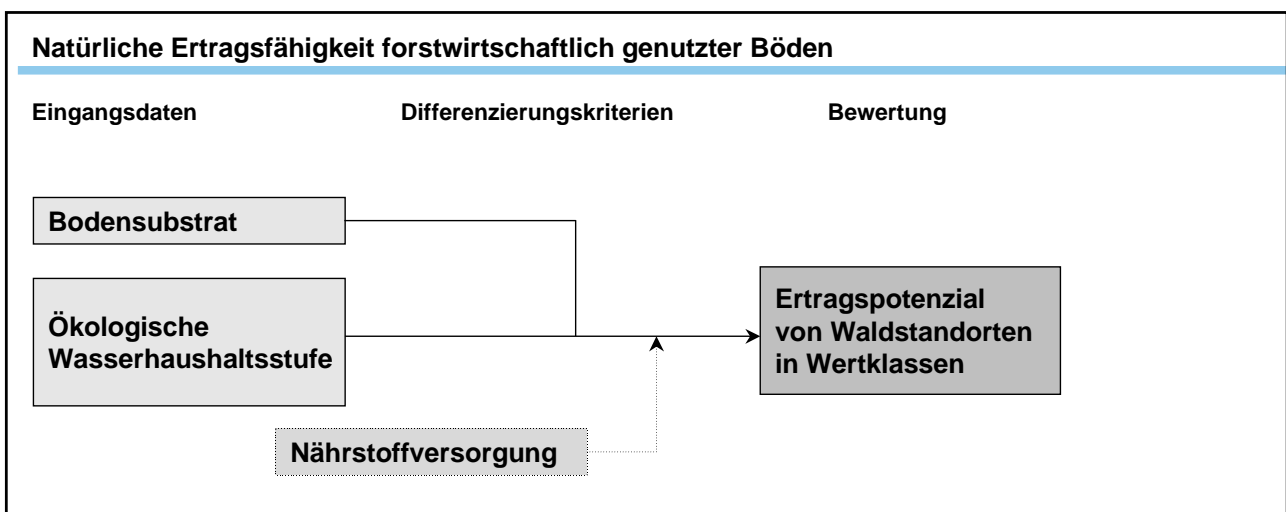 Natürliche Ertragsfähigkeit forstwirtschaftlich genutzter Böden
Eingangsdaten
Differenzierungskriterien
Bewertung
Bodensubstrat
Ökologische
Wasserhaushaltsstufe
Ertragspotenzial
von Waldstandorten
in Wertklassen
Nährstoffversorgung